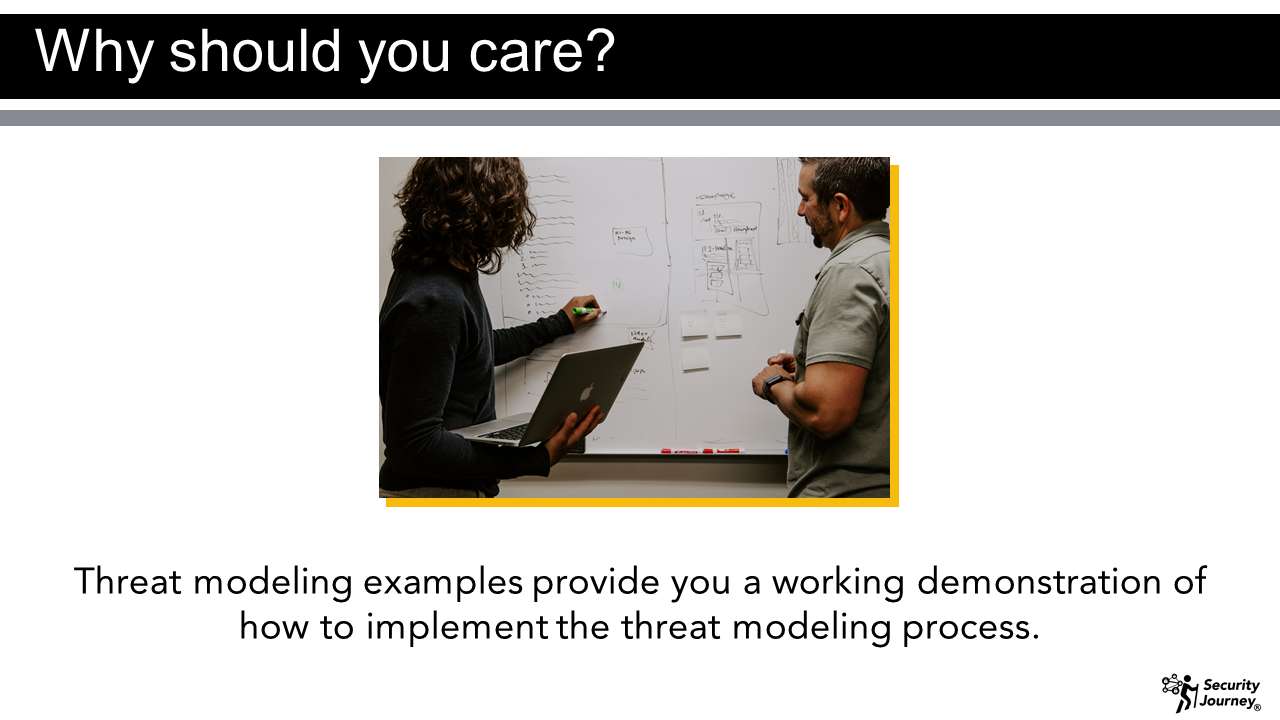 Why should you care?
Threat modeling examples provide you a working demonstration of
how to implement the threat modeling process.
Security
Journey®